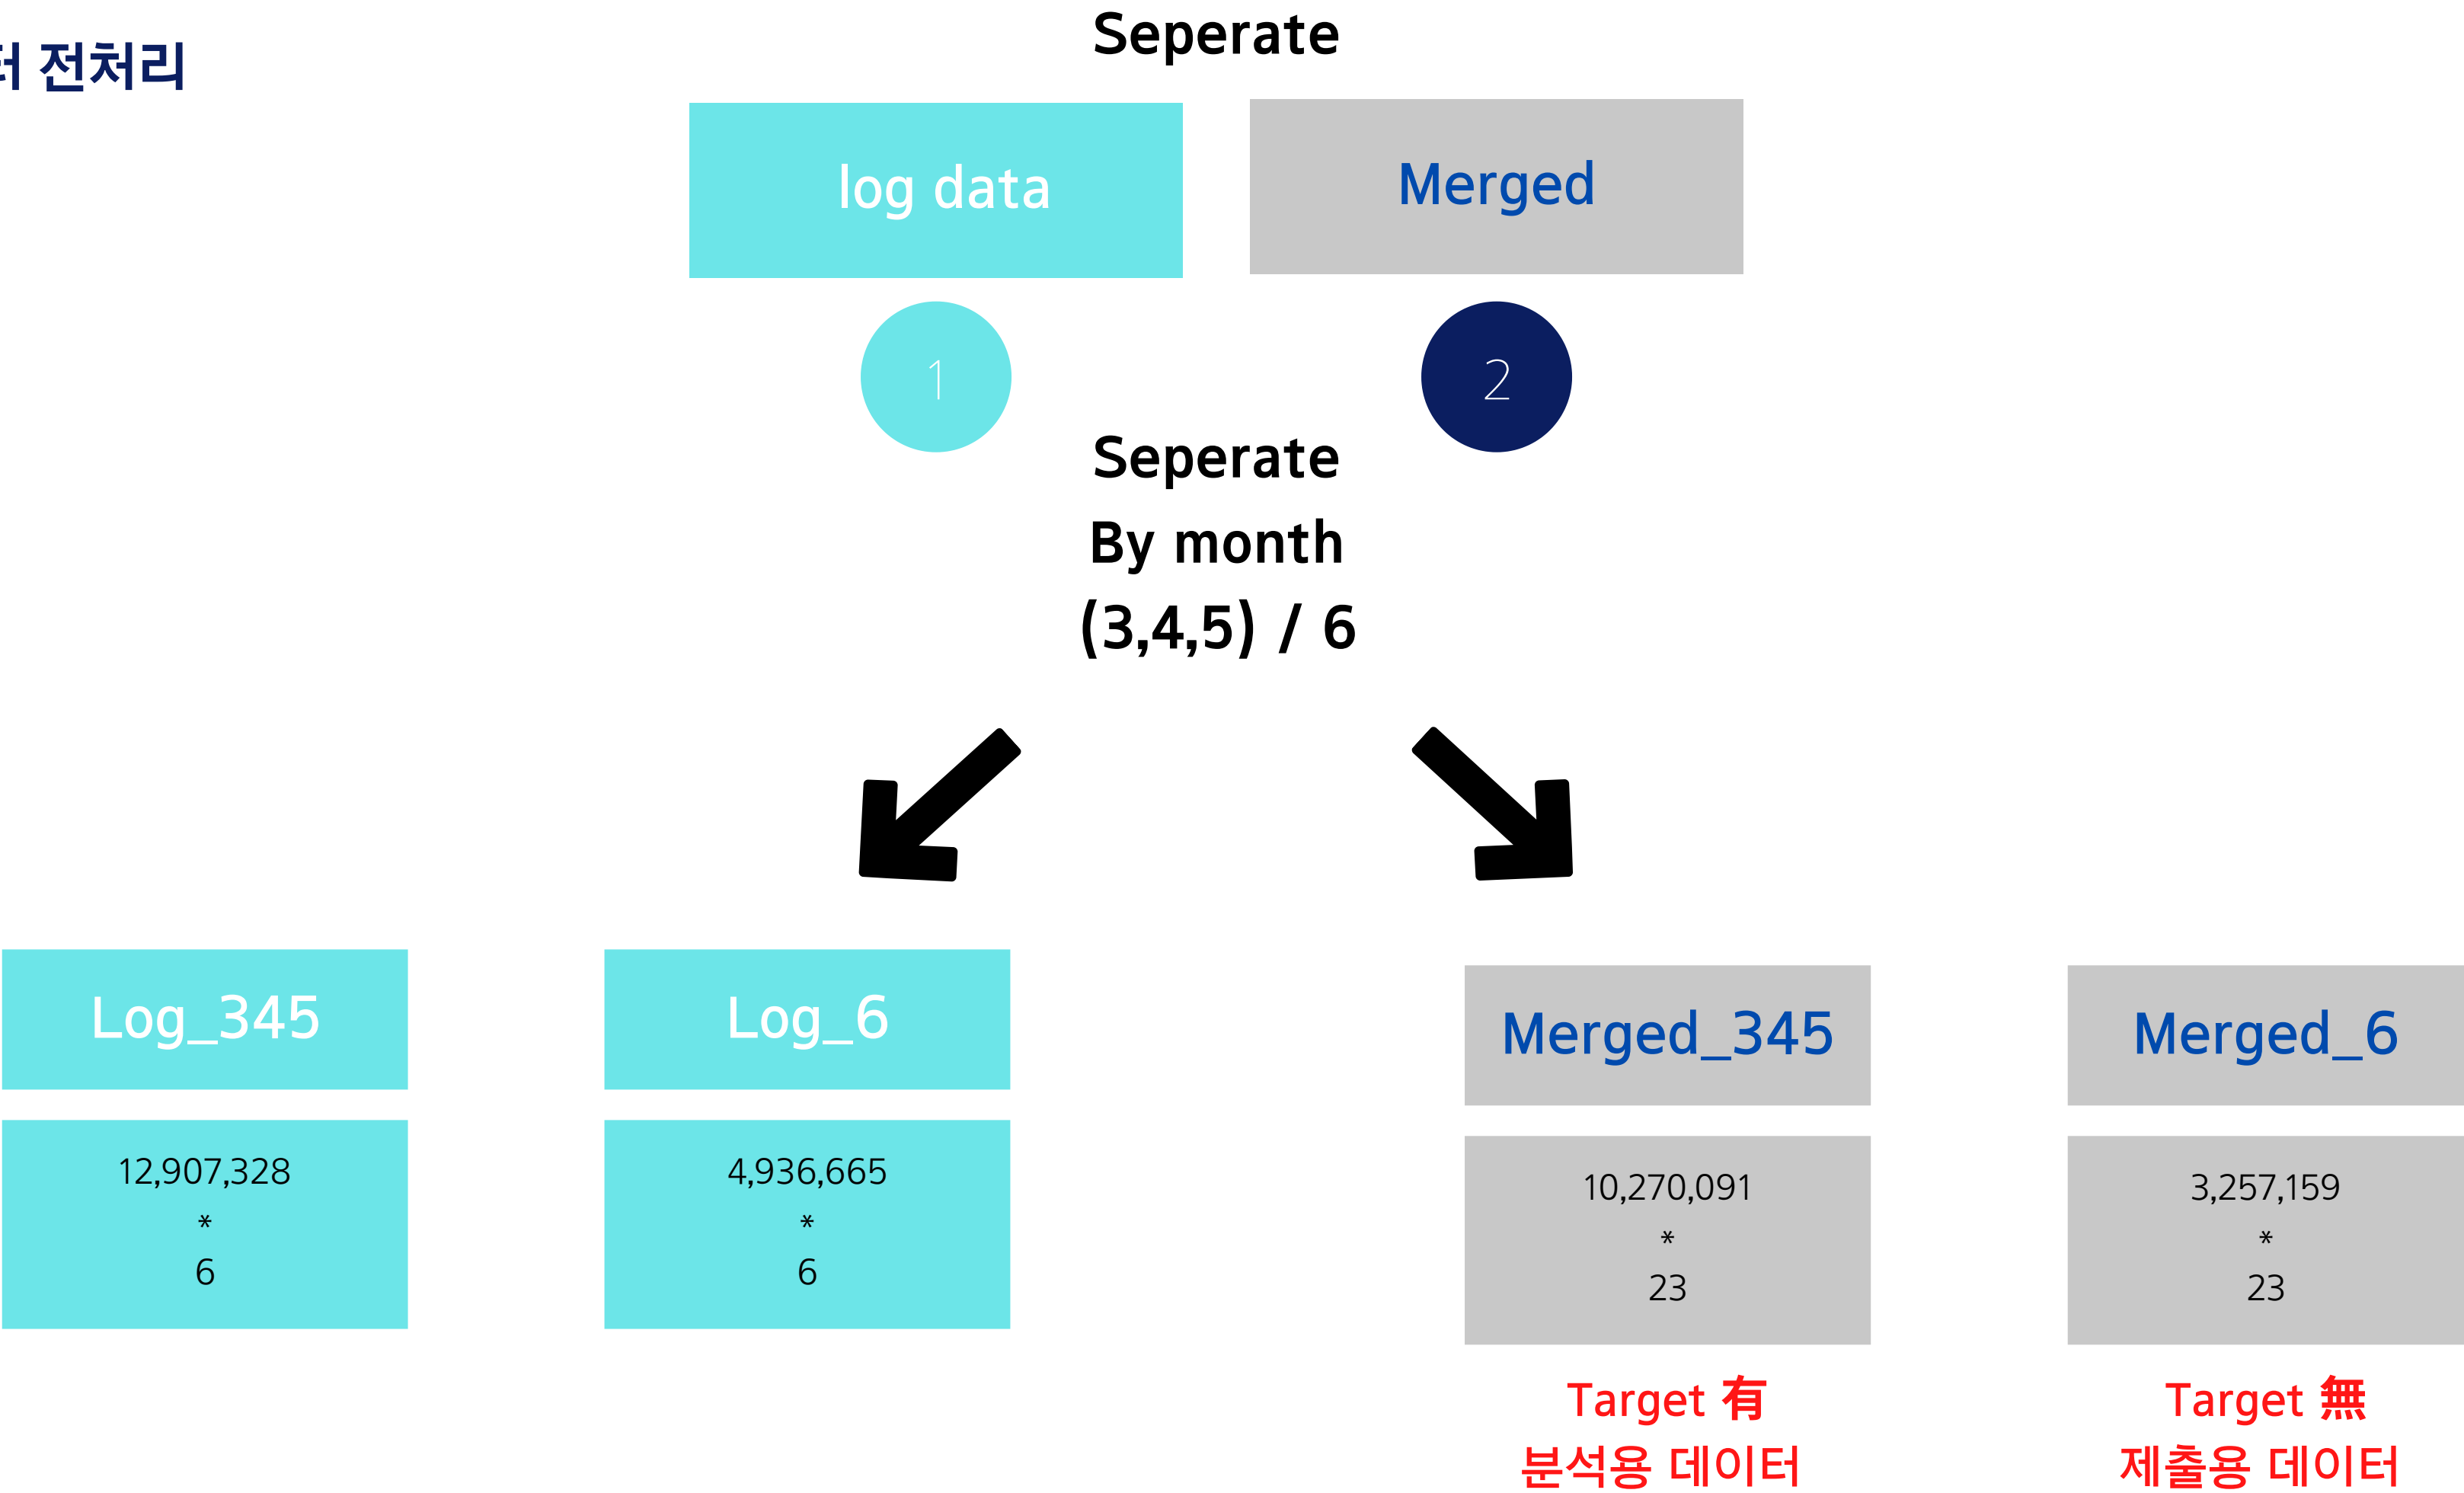 전처리
Seperate
log data
Merged
1
2
Seperate
By month
(3,4,5) / 6
Log_345
Log_6
Merged_345
Merged_6
12,907,328
*
6
4,936,665
*
6
10,270,091
*
23
3,257,159
*
23
Target 有
분석용 데이터
Target 無
제출용 데이터